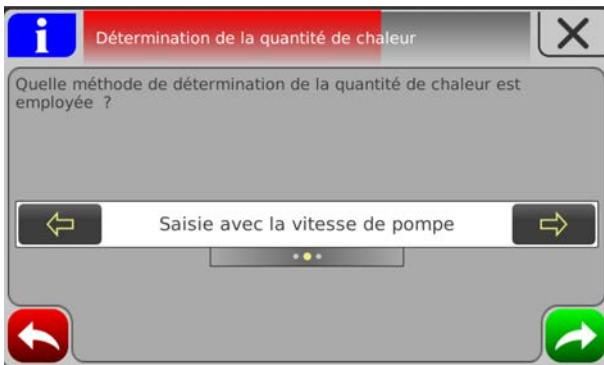 i
Détermination de la quantité de chaleur
Quelle méthode de détermination de la quantité de chaleur est
employée ?
Saisie avec la vitesse de pompe